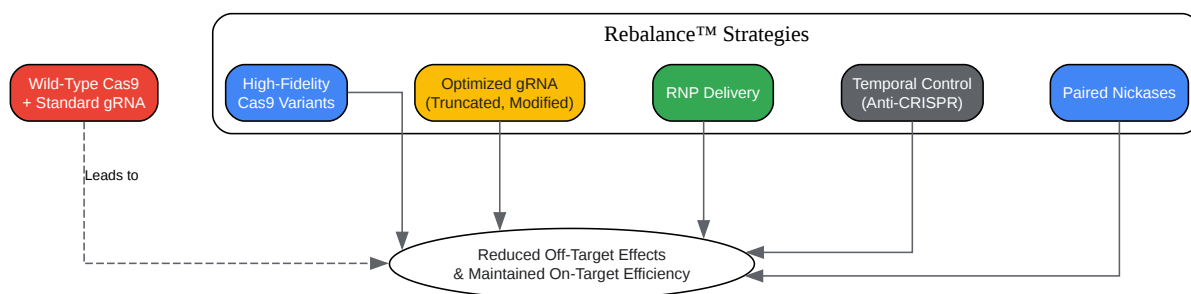 Rebalance™ Strategies
Wild-Type Cas9
+ Standard gRNA
High-Fidelity
Cas9 Variants
Optimized gRNA
(Truncated, Modified)
RNP Delivery
Temporal Control
(Anti-CRISPR)
Paired Nickases
Leads to
Reduced Off-Target Effects
& Maintained On-Target Efficiency